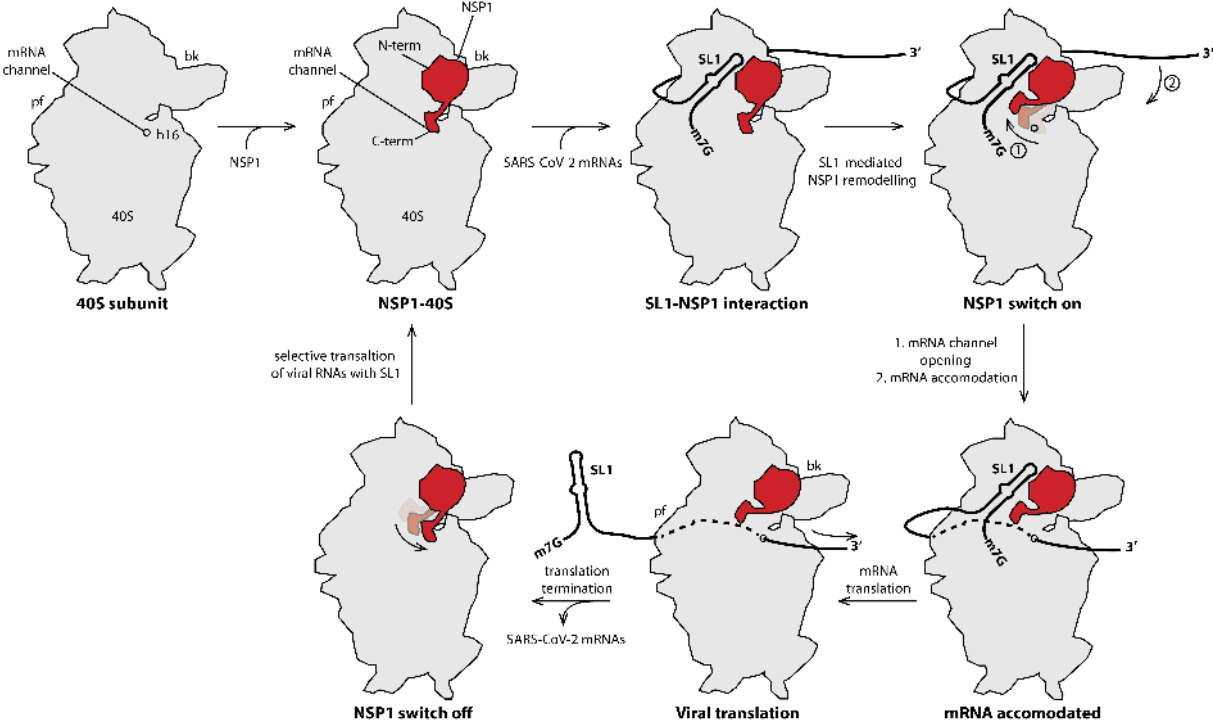 mRNA
channel
bk
pf
h16
40S
40S subunit
NSP1
NSP1
N-term
mRNA
channel
bk
pf
C-term
40S
NSP1-40S
SARS-CoV-2 mRNAs
SL1
3’
m7G
SL1-NSP1 interaction
SL1-mediated
NSP1 remodelling
SL1
3’
2
m7G
1
NSP1 switch on
1. mRNA channel
opening
2. mRNA accomodation
SL1
m7G
3’
mRNA accomodated
mRNA
translation
SL1
bk
pf
m7G
3’
Viral translation
translation
termination
SARS-CoV-2 mRNAs
NSP1 switch off
selective transaltion
of viral RNAs with SL1